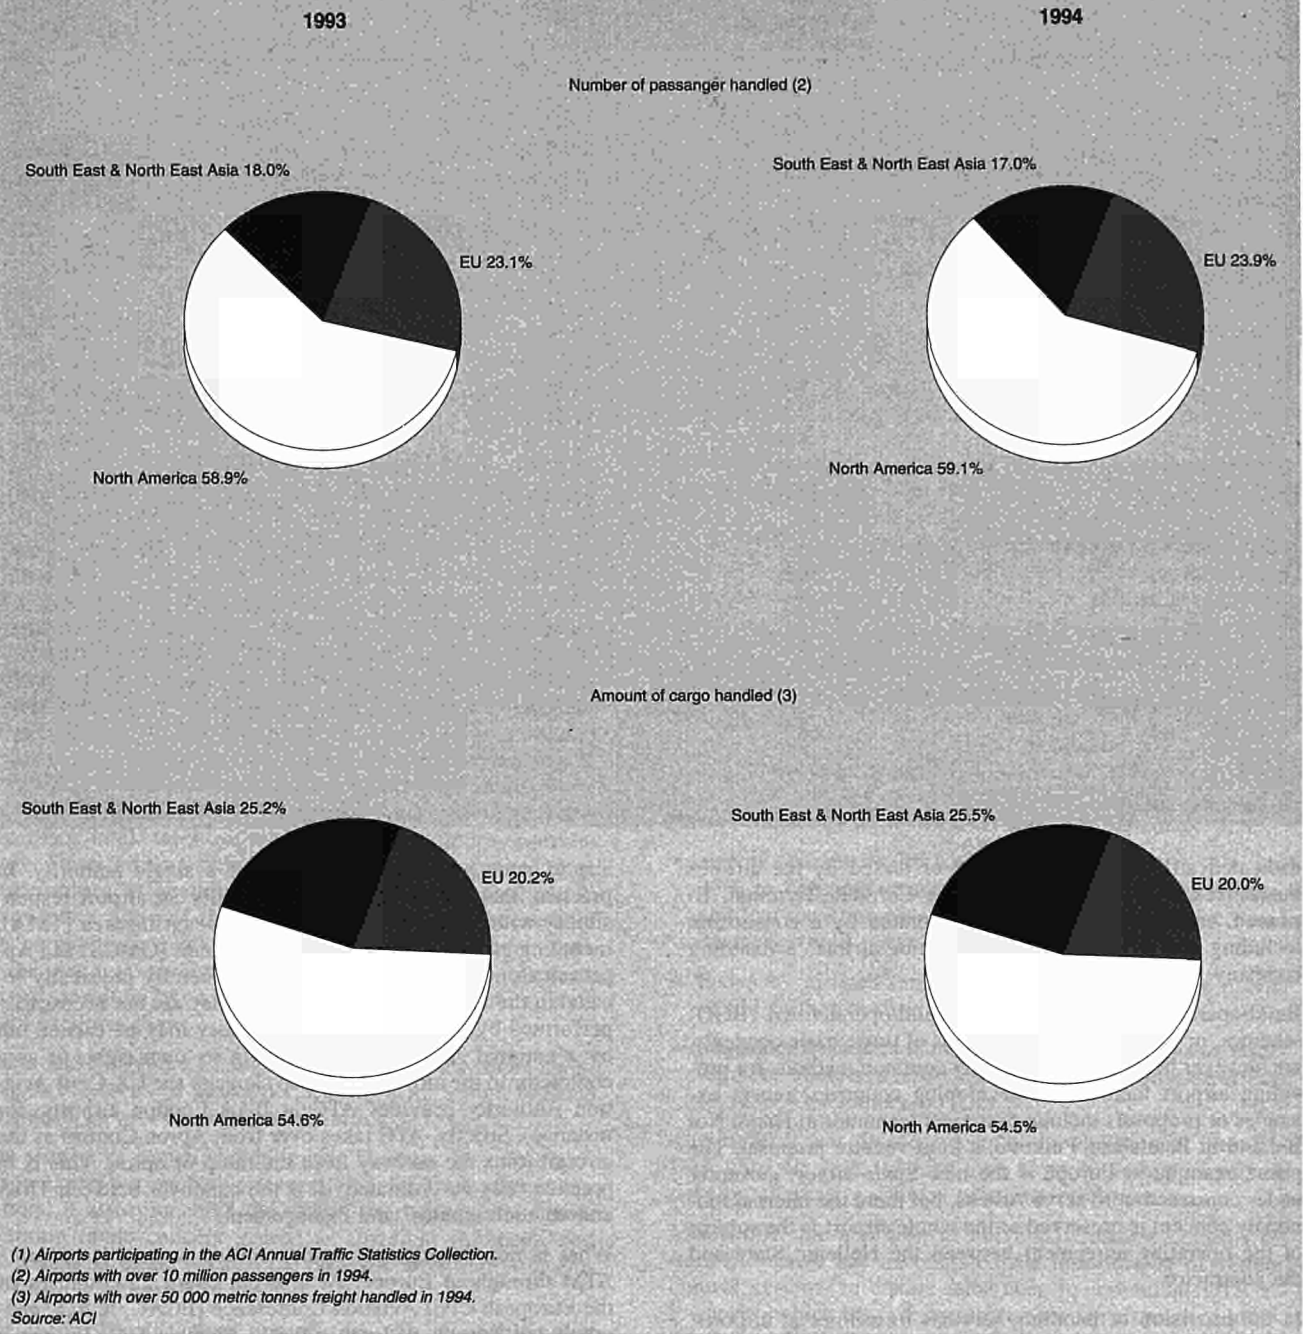 1993
1994
Number of passanger handled (2)
South East & North East Asia 18.0%
South East & North East Asia 17.0%
EU 23.1%
EU 23.9%
North America 58.9%
North America 59.1%
Amount of cargo handled (3)
South East & North East Asia 25.2%
South East & North East Asia 25.5%
EU 20.2%
EU 20.0%
North America 54.6%
North America 54.5%
(1) Airports participating in the ACI Annual Traffic Statistics Collection.
(2) Airports with over 10 million passengers in 1994.
(3) Airports with over 50 000 metric tonnes freight handled in 1994.
Source: ACI